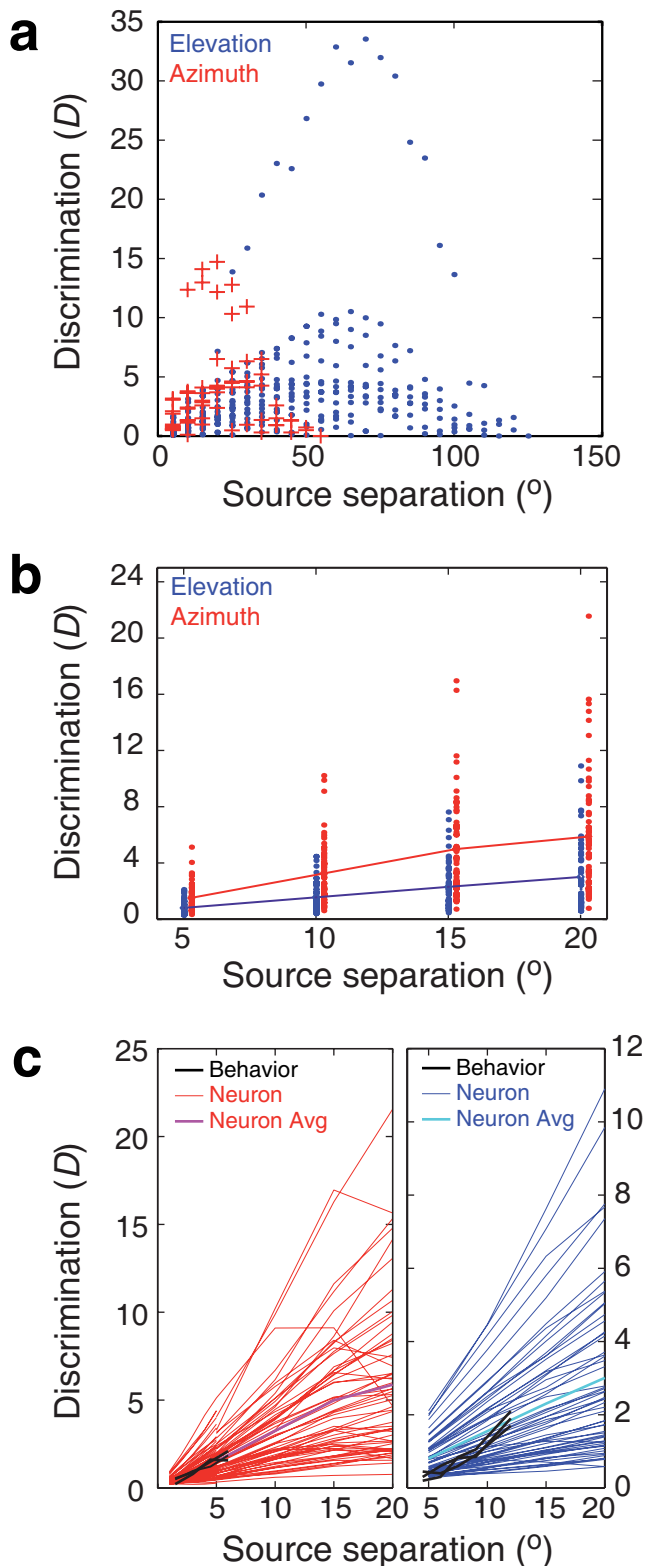 a
35
30
25
20
15
10
5
0
Discrimination (D)
Elevation
Azimuth
0 50 100 150
Source separation (º)
b
24
20
16
12
8
4
0
Discrimination (D)
Elevation
Azimuth
5 10 15 20
Source separation (º)
c
25
20
15
10
5
0
Discrimination (D)
Behavior
Neuron
Neuron Avg
5 10 15 20
Behavior
Neuron
Neuron Avg
12
10
8
6
4
2
0
5 10 15 20
Source separation (º)